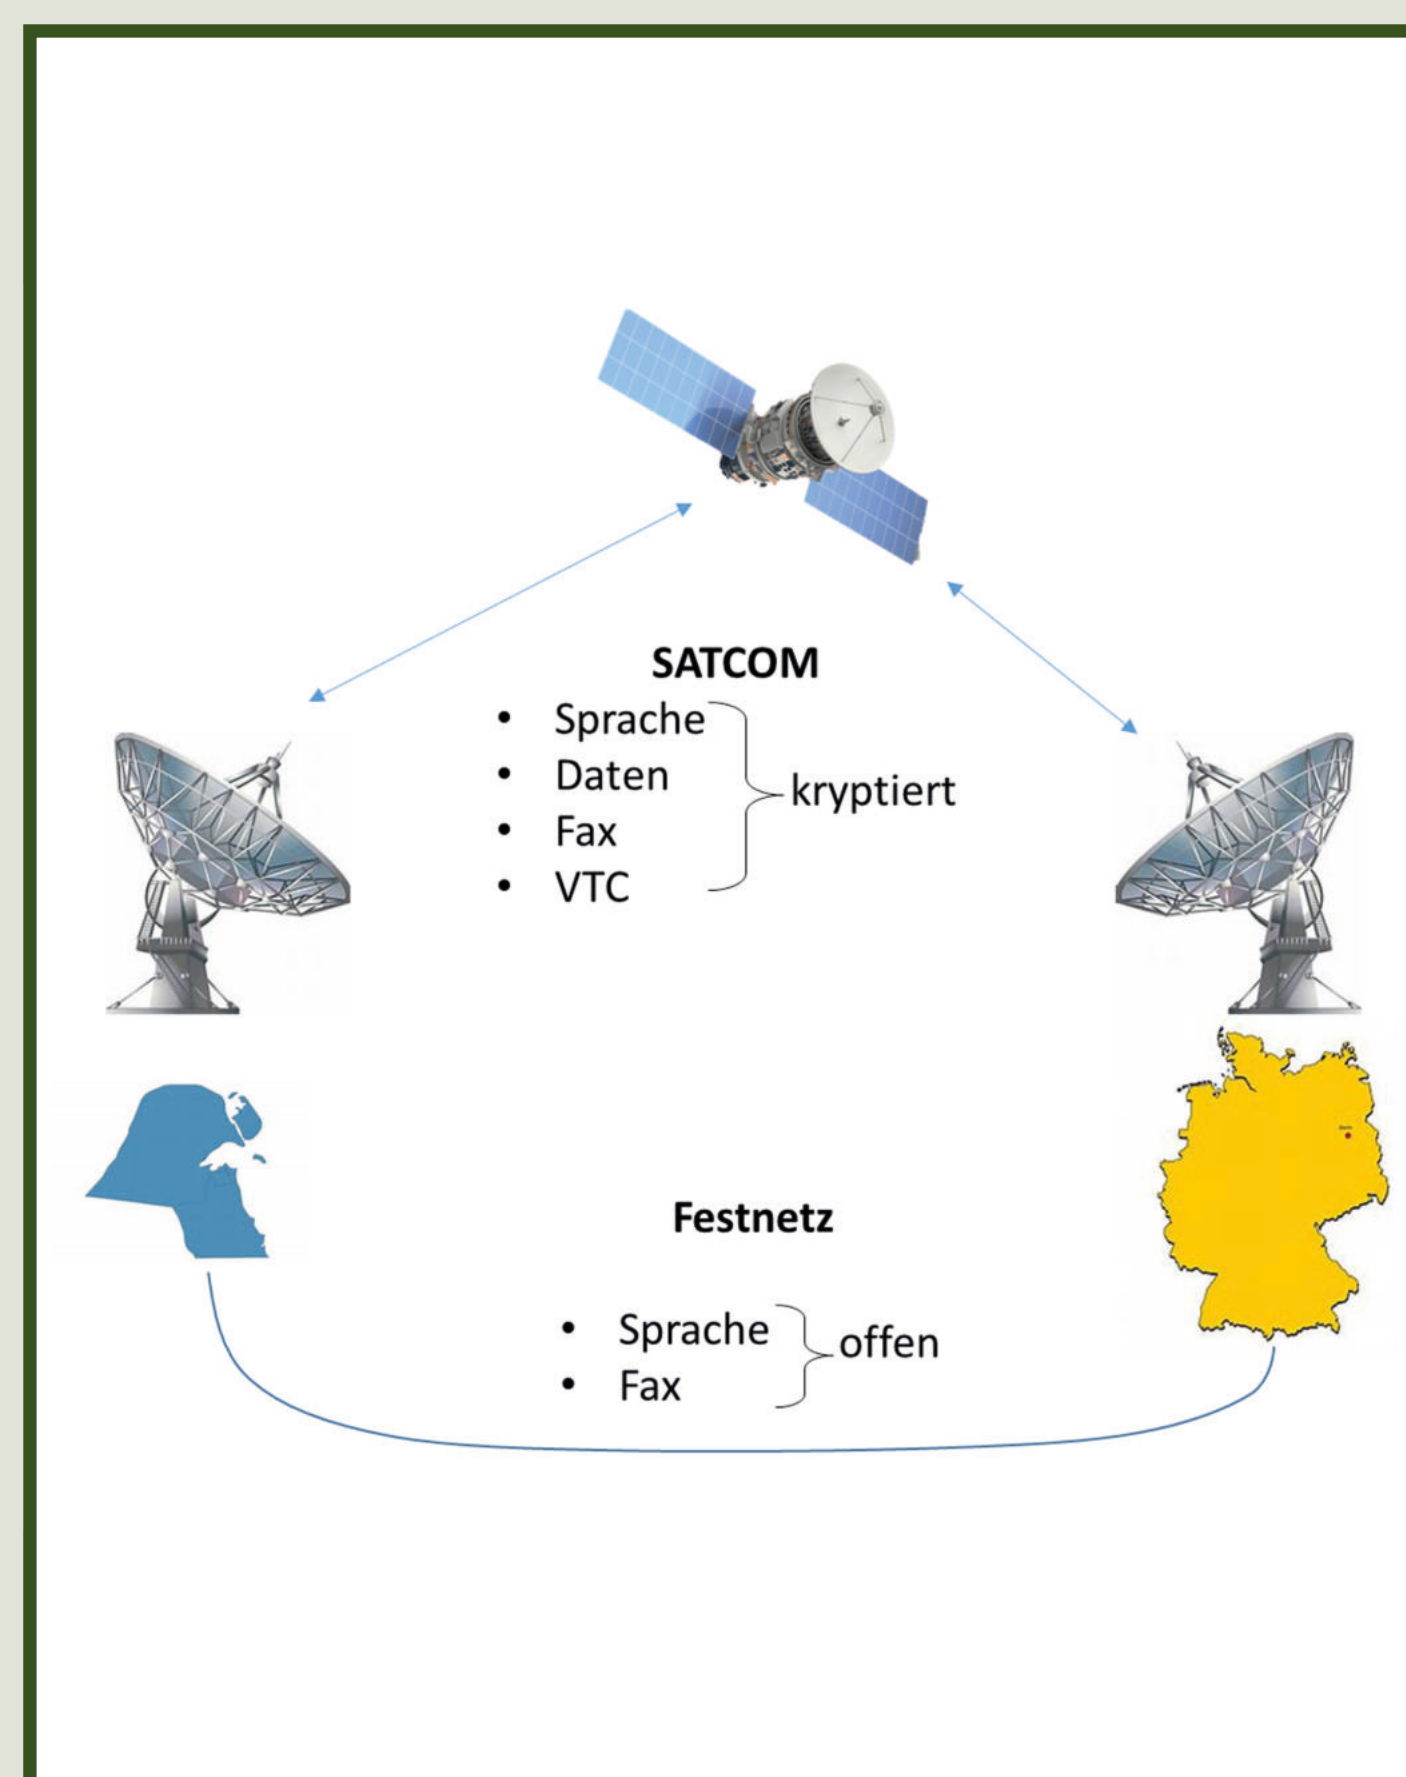 SATCOM
• Sprache
• Daten
• Fax
• VTC
kryptiert
Festnetz
• Sprache
• Fax
offen